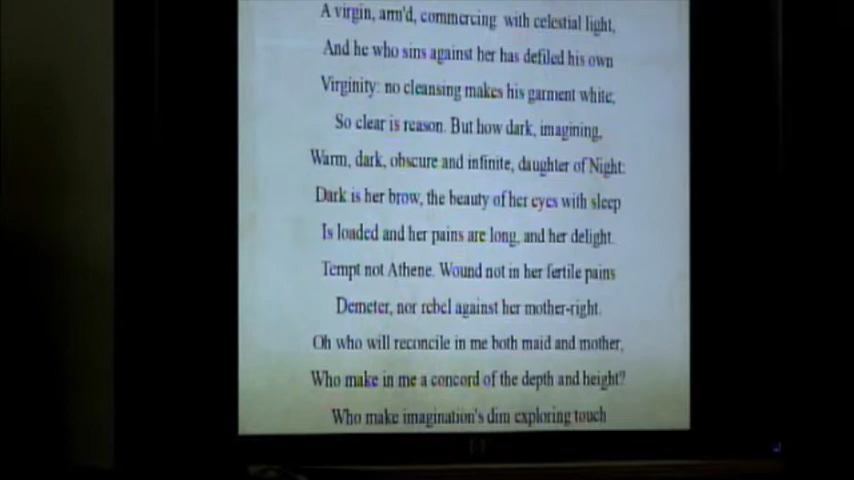 A virgin, arm'd, commercing with celestial light,
And he who sins against her has defiled his own
Virginity: no cleansing makes his garment white;
So clear is reason. But how dark, imagining,
Warm, dark, obscure and infinite, daughter of Night:
Dark is her brow, the beauty of her eyes with sleep
Is loaded and her pains are long, and her delight.
Tempt not Athene. Wound not in her fertile pains
Demeter, nor rebel against her mother-right.
Oh who will reconcile in me both maid and mother,
Who make in me a concord of the depth and height?
Who make imagination's dim exploring touch